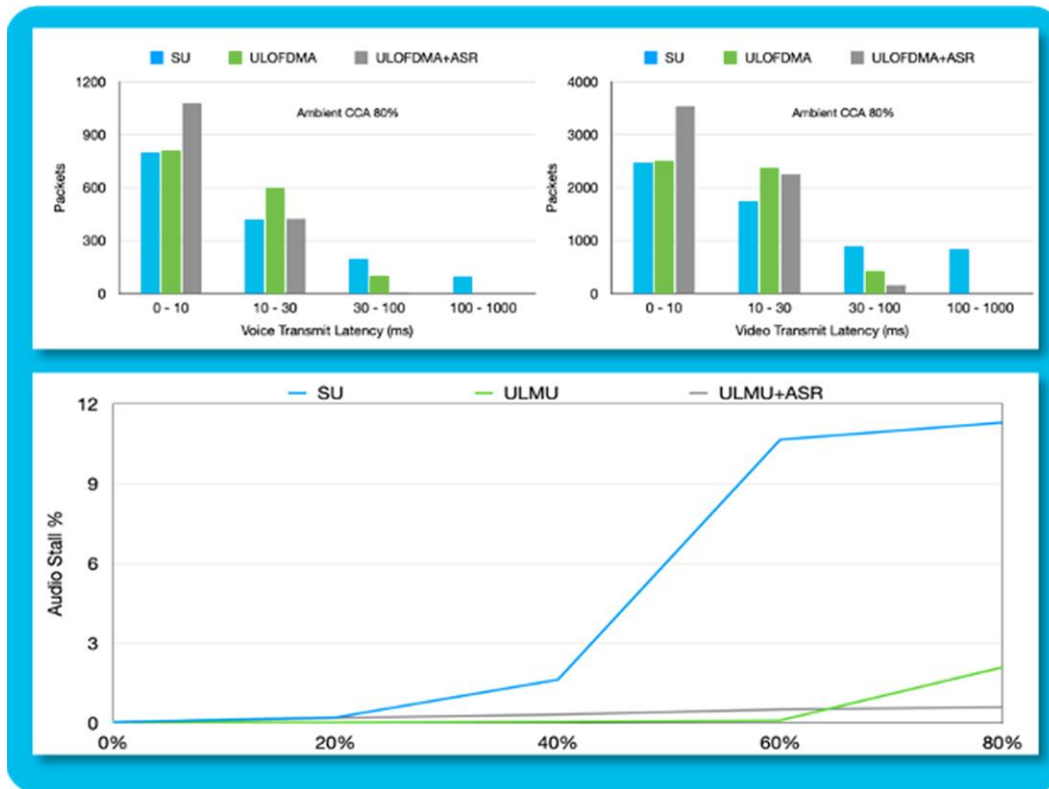 SU ULOFDMA ULOFDMA+ASR
1200
900
600
300
0
Packets
Ambient CCA 80%
0 - 10 10 - 30 30 - 100 100 - 1000
Voice Transmit Latency (ms)
SU ULOFDMA ULOFDMA+ASR
4000
3000
2000
1000
0
Packets
Ambient CCA 80%
0 - 10 10 - 30 30 - 100 100 - 1000
Video Transmit Latency (ms)
SU ULMU ULMU+ASR
12
9
6
3
0
Audio Stall %
0% 20% 40% 60% 80%